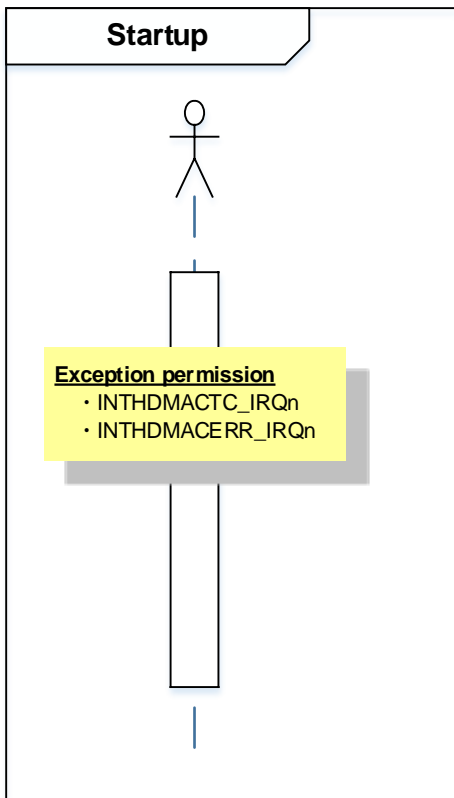 Startup
Exception permission
・INTHDMACTC_IRQn
・INTHDMACERR_IRQn